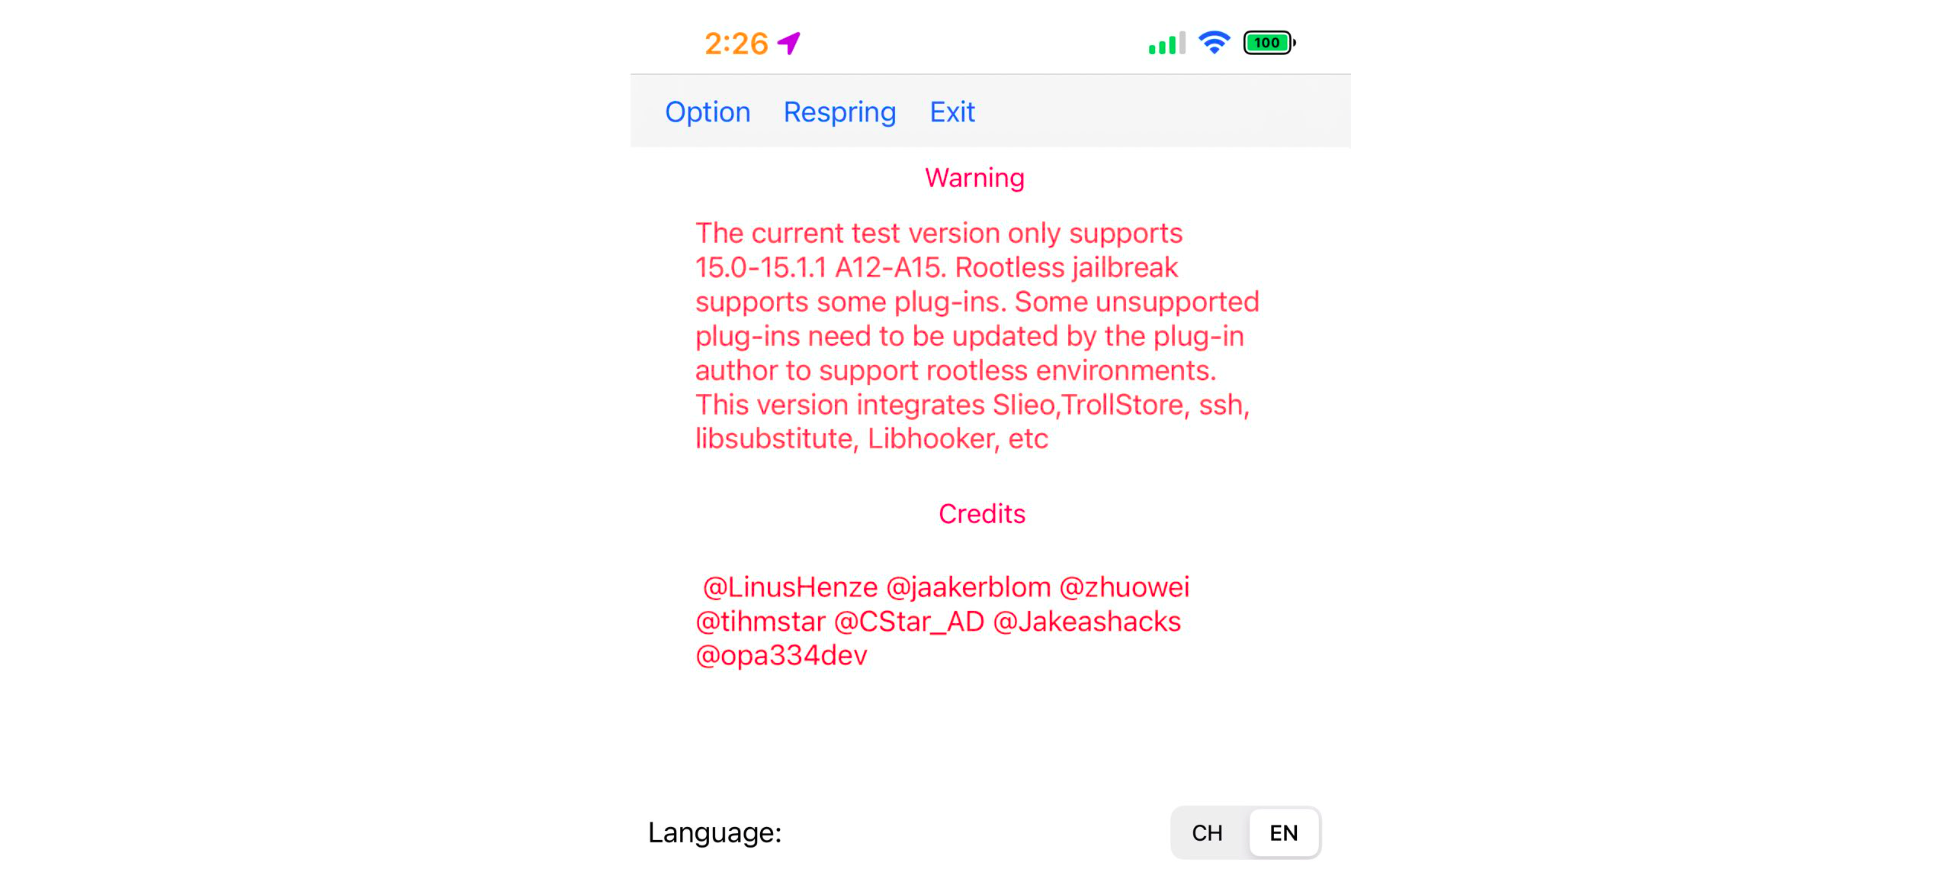 2:26 100
Option Respring Exit
Warning
The current test version only supports
15.0-15.1.1 A12-A15. Rootless jailbreak
supports some plug-ins. Some unsupported
plug-ins need to be updated by the plug-in
author to support rootless environments.
This version integrates Slieo,TrollStore, ssh,
libsubstitute, Libhooker, etc
Credits
@LinusHenze @jaakerblom @zhuowei
@tihmstar @CStar_AD @Jakeashacks
@opa334dev
Language: CH EN